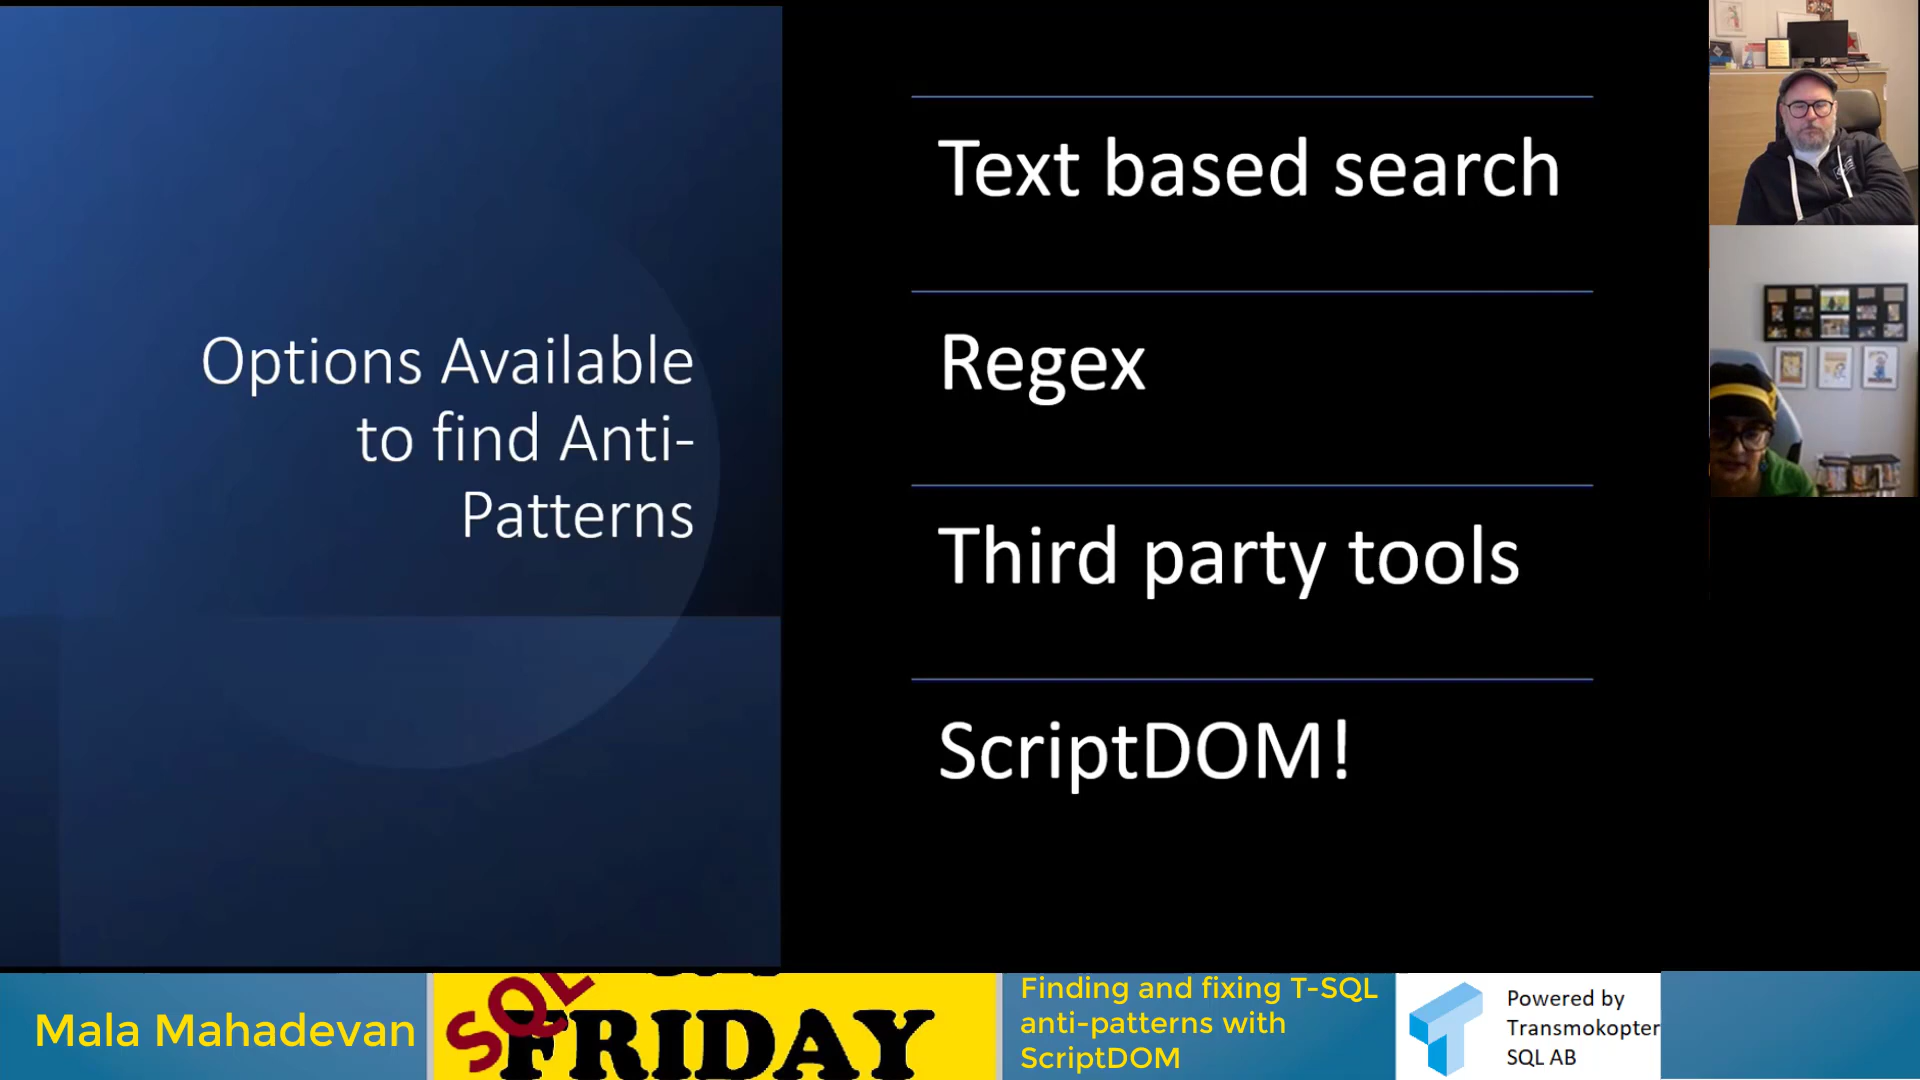 Options Available
to find Anti-
Patterns
Text based search
Regex
Third party tools
ScriptDOM!
Mala Mahadevan
SQL
FRIDAY
Finding and fixing T-SQL
anti-patterns with
ScriptDOM
Powered by
Transmokopter
SQL AB